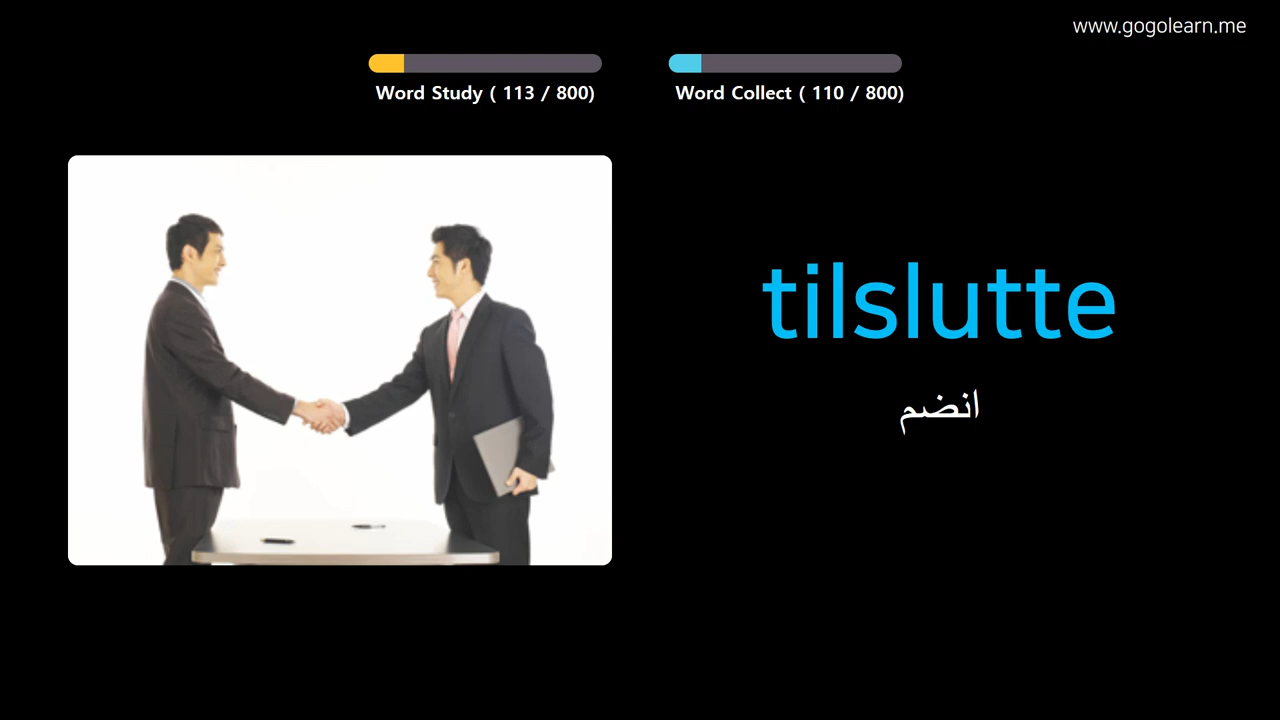 www.gogolearn.me
Word Study ( 113 / 800)
Word Collect ( 110 / 800)
tilslutte
انضم